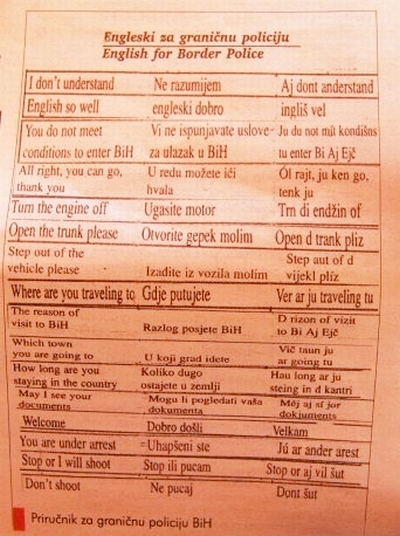 Engleski za graničnu policiju
English for Border Police
I don't understand Ne razumijem Aj dont anderstand
English so well engleski dobro ingliš vel
You do not meet Vi ne ispunjavate uslove- Ju du not mit kondišns
conditions to enter BiH za ulazak u BiH tu enter Bi Aj Ejč
All right, you can go, U redu možete ići Ól rajt, ju ken go,
thank you hvala tenk ju
Turn the engine off Ugasite motor Trn di endžin of
Open the trunk please Otvorite gepek molim Open d trank pliz
Step out of the Step aut of d
vehicle please Izađite iz vozila molim vijekl pliz
Where are you traveling to Gdje putujete Ver ar ju traveling tu
The reason of D rizon of vizit
visit to BiH Razlog posjete BiH to Bi Aj Ejč
Which town Vič taun ju
you are going to U koji grad idete ar going tu
How long are you Koliko dugo Hau long ar ju
staying in the country ostajete u zemlji steing in d kantri
May I see your Mogu li pogledati vaša Mej aj si jor
documents dokumenta dokjuments
Welcome Dobro došli Velkam
You are under arrest =Uhapšeni ste Jú ar ander arest
Stop or I will shoot Stop ili pucam Stop or aj vil šut
Don't shoot Ne pucaj Dont šut
Priručnik za graničnu policiju BiH